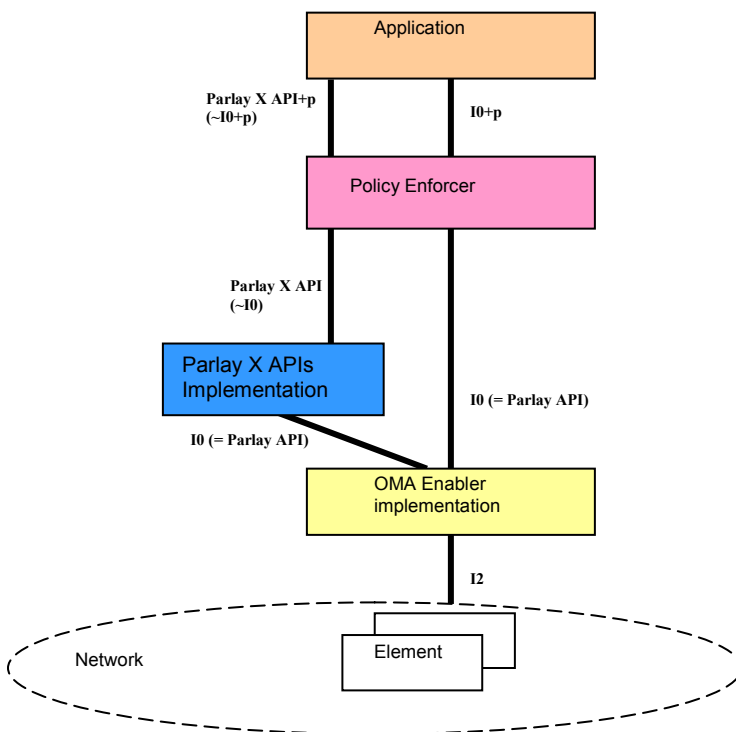 Application
Parlay X API+p
(~I0+p)
I0+p
Policy Enforcer
Parlay X API
(~I0)
Parlay X APIs
Implementation
I0 (= Parlay API)
I0 (= Parlay API)
OMA Enabler
implementation
I2
Network
Element